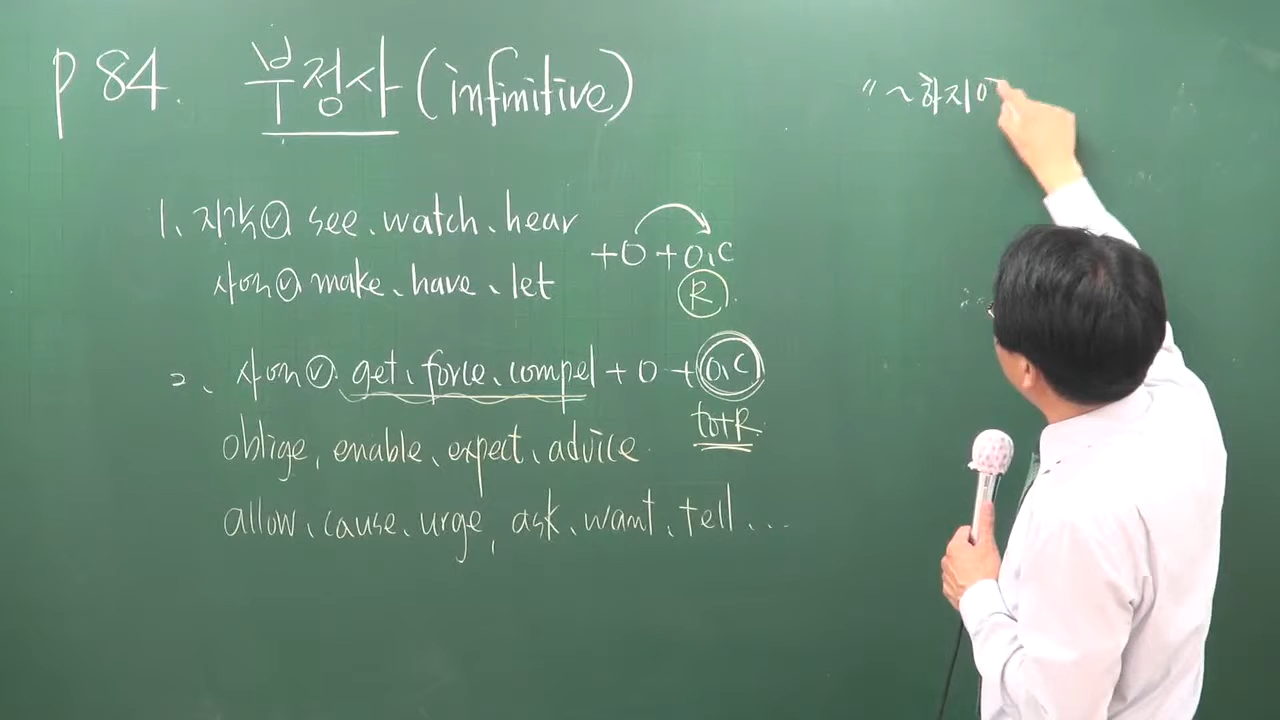 p 84. 부정사 (infinitive)
" ~하지
1. 지각ⓥ see. watch. hear
+O +O.C
사역ⓥ make. have. let
Ⓡ
2. 사역ⓥ. get. force. compel + O + O.C
to+R
oblige, enable. expect. advice
allow. cause. urge, ask. want. tell...